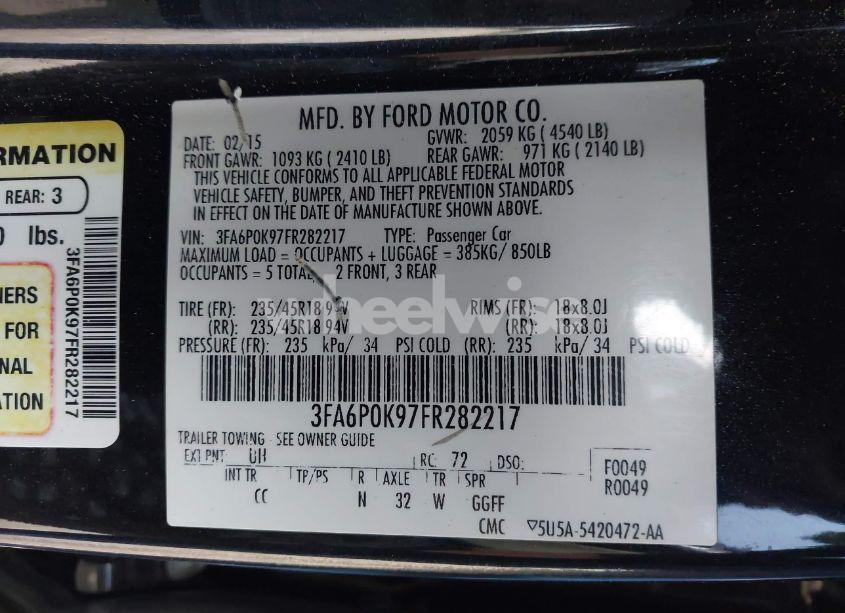 MFD. BY FORD MOTOR CO.
DATE: 02/15 GVWR: 2059 KG ( 4540 LB)
FRONT GAWR: 1093 KG ( 2410 LB) REAR GAWR: 971 KG ( 2140 LB)
THIS VEHICLE CONFORMS TO ALL APPLICABLE FEDERAL MOTOR
VEHICLE SAFETY, BUMPER, AND THEFT PREVENTION STANDARDS
IN EFFECT ON THE DATE OF MANUFACTURE SHOWN ABOVE.
VIN: 3FA6P0K97FR282217 TYPE: Passenger Car
MAXIMUM LOAD = OCCUPANTS + LUGGAGE = 385KG/ 850LB
OCCUPANTS = 5 TOTAL, 2 FRONT, 3 REAR
TIRE (FR): 235/45R18 94V RIMS (FR): 18x8.0J
(RR): 235/45R18 94V (RR): 18x8.0J
PRESSURE (FR): 235 kPa/ 34 PSI COLD (RR): 235 kPa/ 34 PSI COLD
3FA6P0K97FR282217
TRAILER TOWING - SEE OWNER GUIDE
EXT PNT: UH RC: 72 DSO: F0049
R0049
INT TR TP/PS R AXLE TR SPR
CC N 32 W GGFF
CMC ▽5U5A-5420472-AA
RMATION
REAR: 3
0 lbs.
NERS
FOR
NAL
ATION
3FA6P0K97FR282217
wheelwise